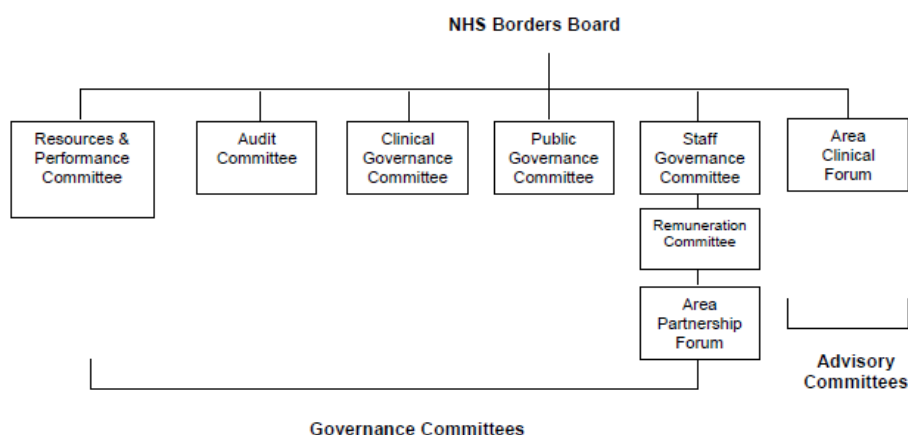 NHS Borders Board
Resources &
Performance
Committee
Audit
Committee
Clinical
Governance
Committee
Public
Governance
Committee
Staff
Governance
Committee
Area
Clinical
Forum
Remuneration
Committee
Area
Partnership
Forum
Advisory
Committees
Governance Committees